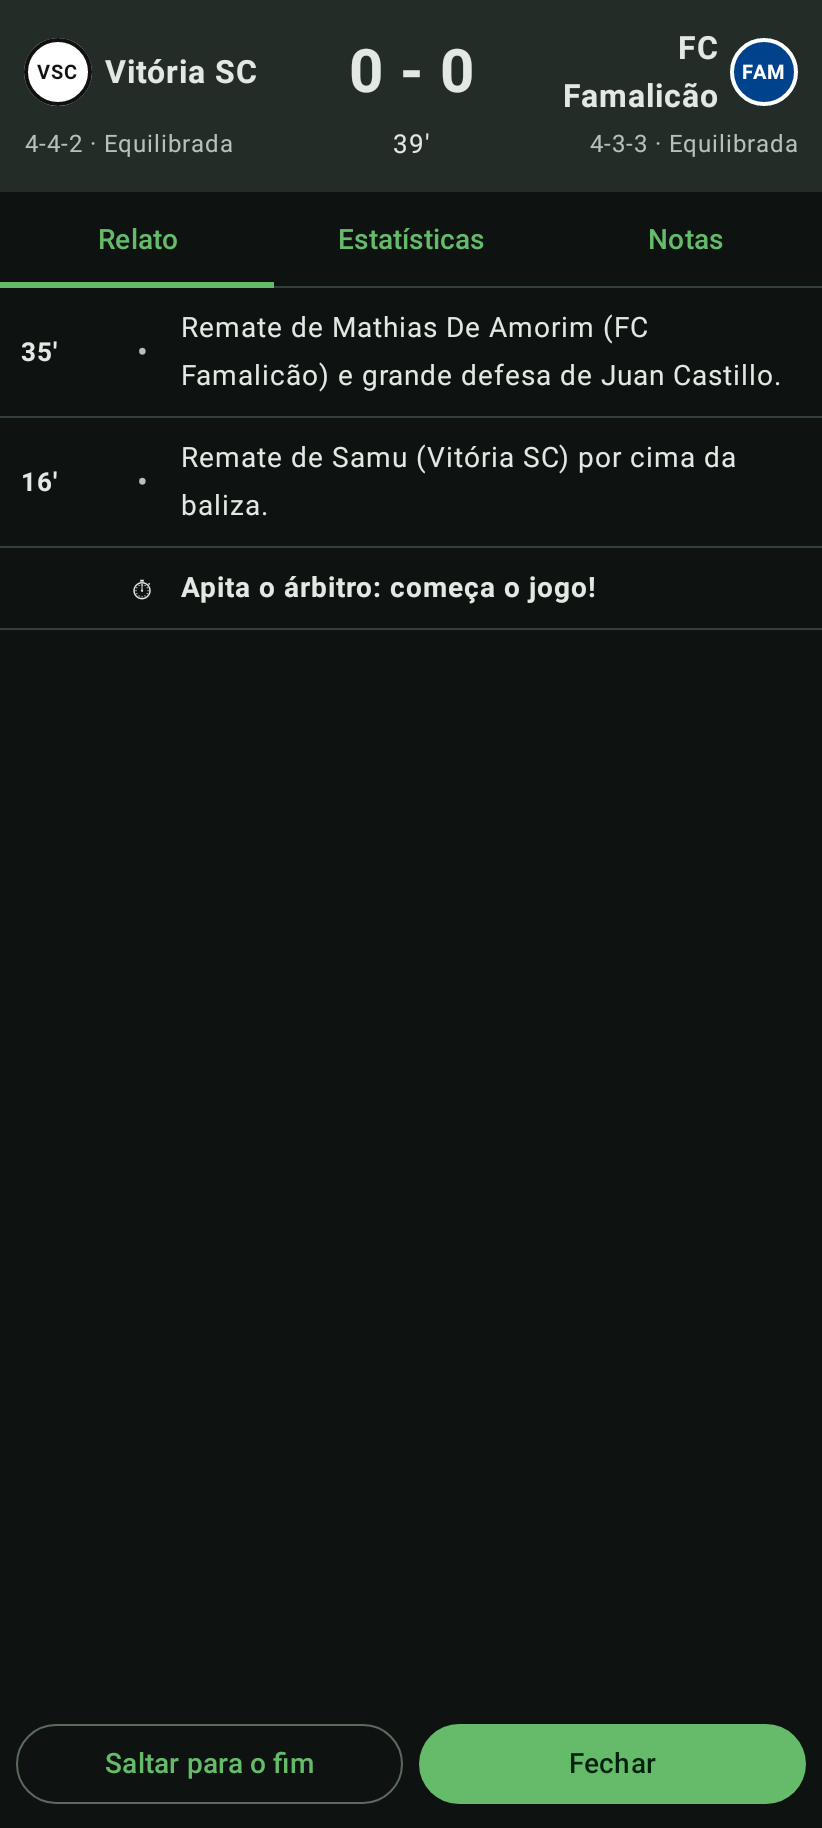 VSC Vitória SC 0 - 0 FC Famalicão FAM
4-4-2 · Equilibrada 39' 4-3-3 · Equilibrada
Relato Estatísticas Notas
35' • Remate de Mathias De Amorim (FC
Famalicão) e grande defesa de Juan Castillo.
16' • Remate de Samu (Vitória SC) por cima da
baliza.
⏱ Apita o árbitro: começa o jogo!
Saltar para o fim Fechar